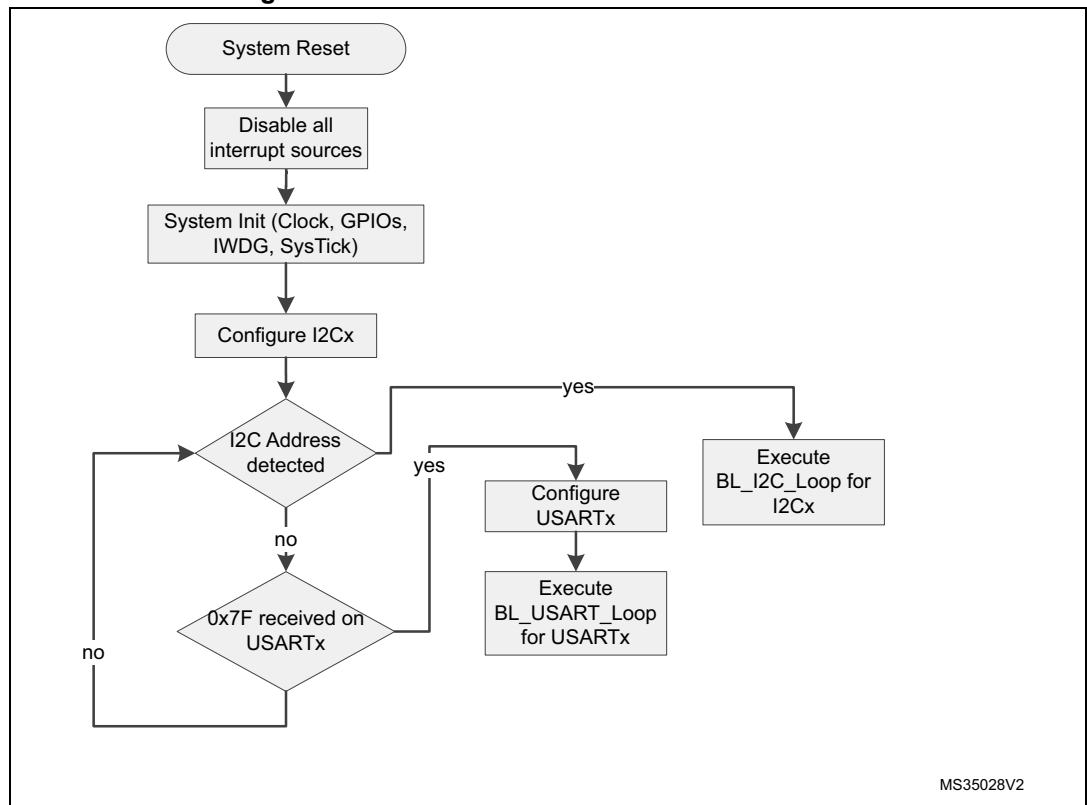 System Reset
Disable all
interrupt sources
System Init (Clock, GPIOs,
IWDG, SysTick)
Configure I2Cx
yes
I2C Address
detected
yes
Execute
BL_I2C_Loop for
I2Cx
Configure
USARTx
no
0x7F received on
USARTx
Execute
BL_USART_Loop
for USARTx
no
MS35028V2